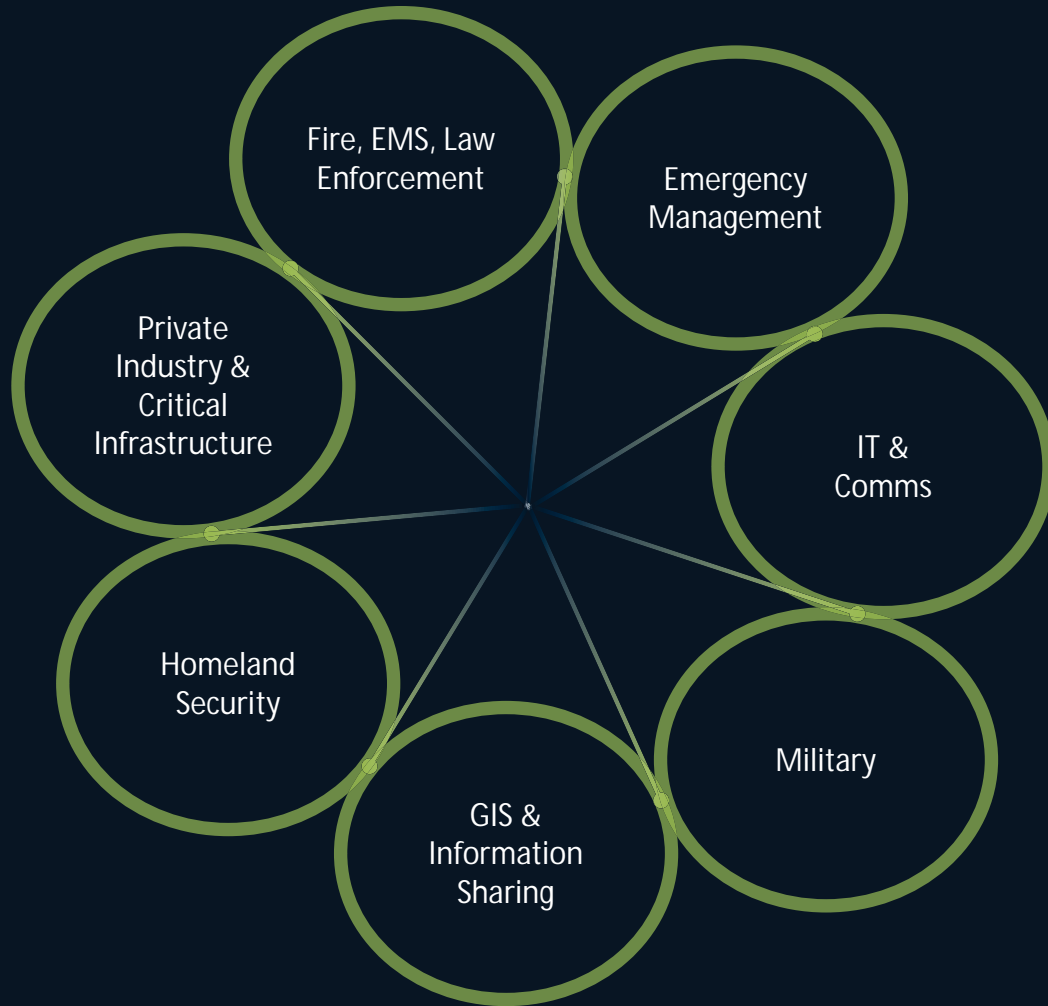 Fire, EMS, Law
Enforcement
Emergency
Management
Private
Industry &
Critical
Infrastructure
IT &
Comms
Homeland
Security
Military
GIS &
Information
Sharing